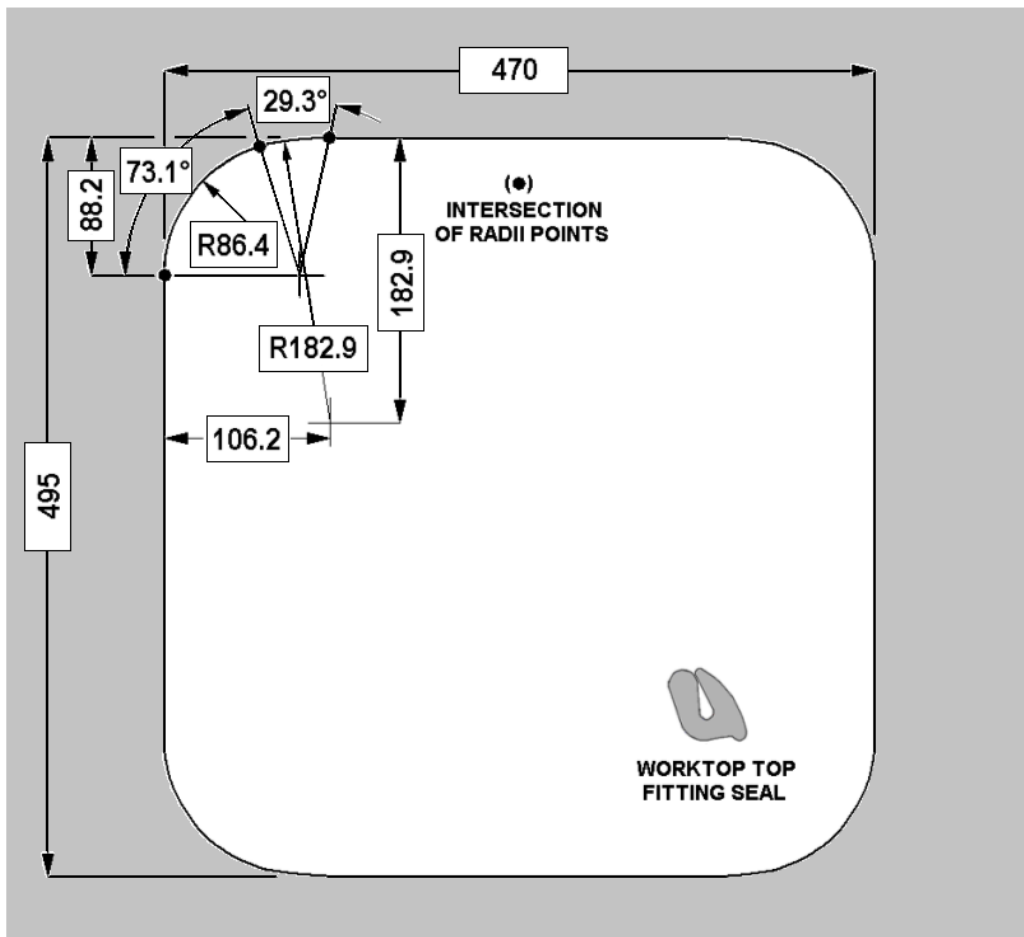 470
29.3°
73.1°
88.2
(●)
INTERSECTION
OF RADII POINTS
R86.4
182.9
R182.9
106.2
495
WORKTOP TOP
FITTING SEAL